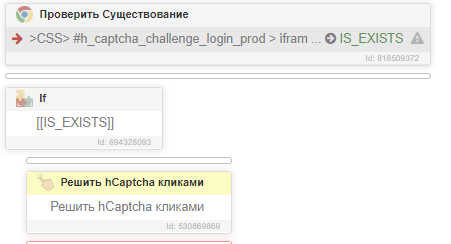 Проверить Существование
>CSS> #h_captcha_challenge_login_prod > ifram ... IS_EXISTS
Id: 818509372
If
[[IS_EXISTS]]
Id: 694328093
Решить hCaptcha кликами
Решить hCaptcha кликами
Id: 530869869